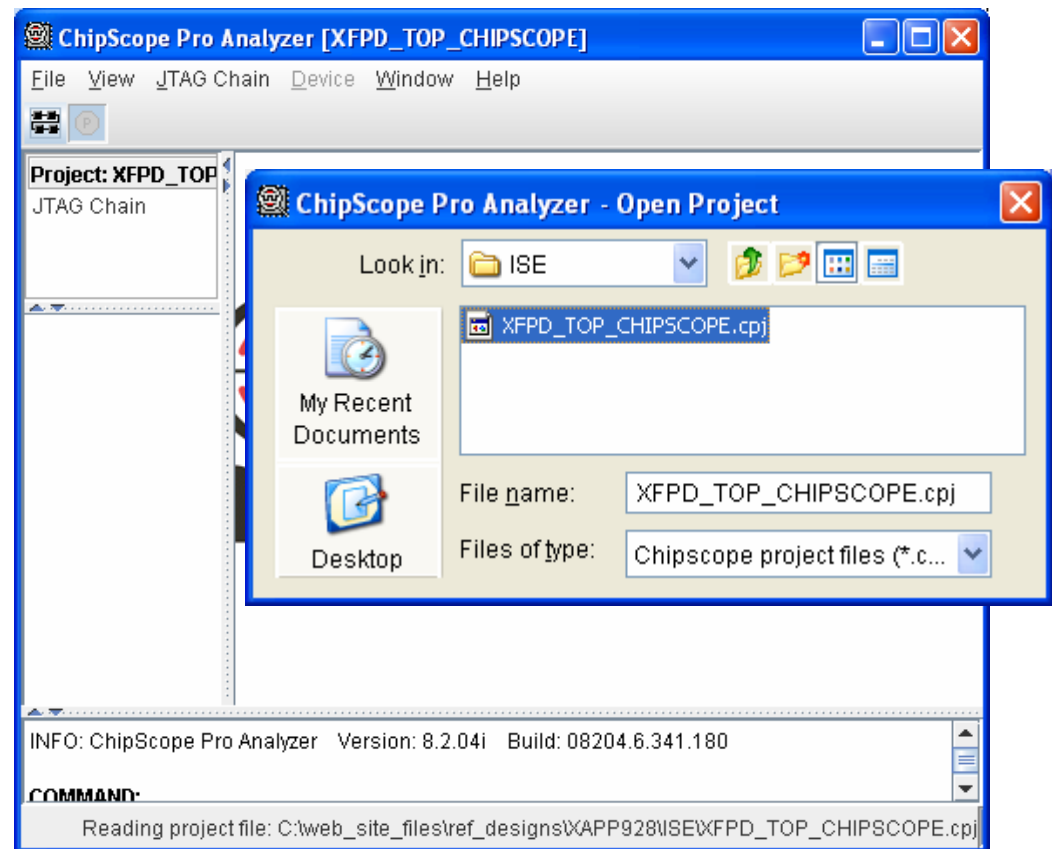 ChipScope Pro Analyzer [XFPD_TOP_CHIPSCOPE]
File View JTAG Chain Device Window Help
P
Project: XFPD_TOP
JTAG Chain
ChipScope Pro Analyzer - Open Project
Look in: ISE
XFPD_TOP_CHIPSCOPE.cpj
My Recent
Documents
Desktop
File name: XFPD_TOP_CHIPSCOPE.cpj
Files of type: Chipscope project files (*.c...
INFO: ChipScope Pro Analyzer Version: 8.2.04i Build: 08204.6.341.180
COMMAND:
Reading project file: C:\web_site_files\ref_designs\XAPP928\ISE\XFPD_TOP_CHIPSCOPE.cpj